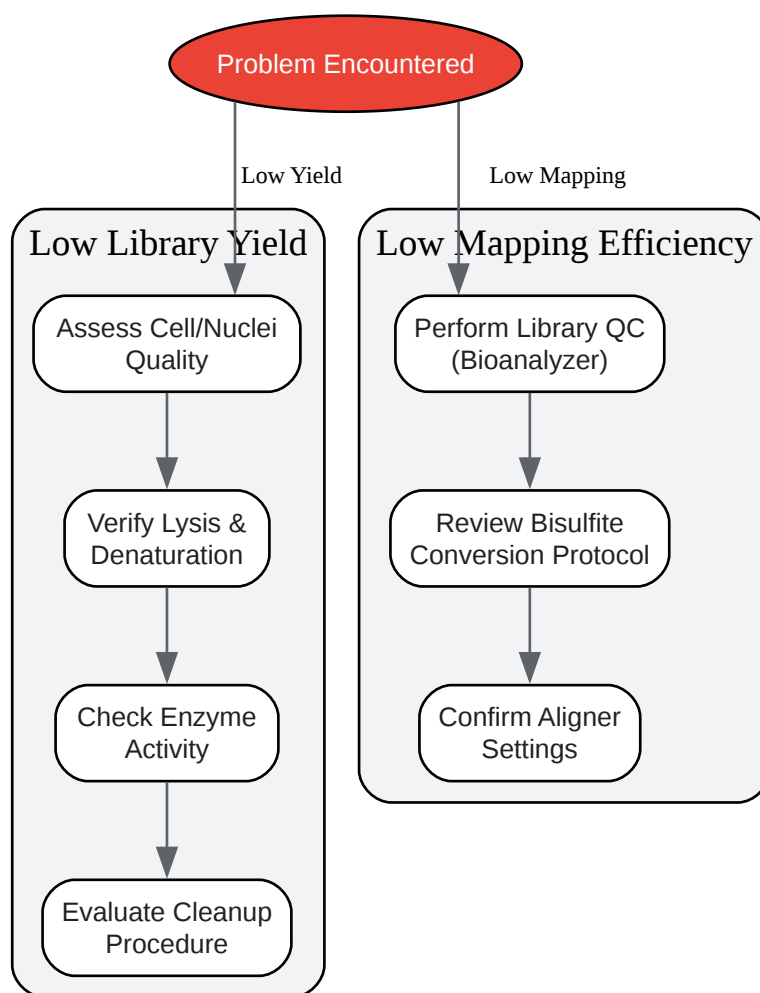 Problem Encountered
Low Yield
Low Mapping
Low Library Yield
Assess Cell/Nuclei
Quality
Verify Lysis &
Denaturation
Check Enzyme
Activity
Evaluate Cleanup
Procedure
Low Mapping Efficiency
Perform Library QC
(Bioanalyzer)
Review Bisulfite
Conversion Protocol
Confirm Aligner
Settings